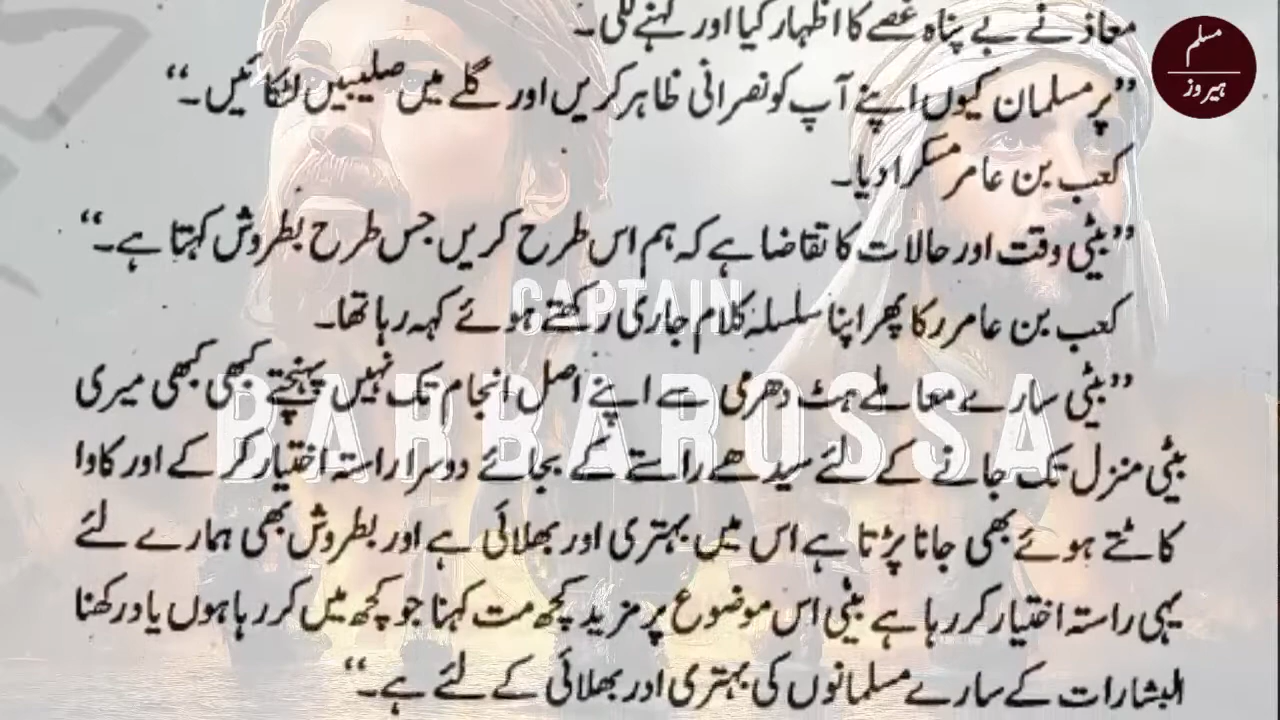 معاذ نے بے پناہ غصے کا اظہار کیا اور کہنے لگی۔
”پر مسلمان کیوں اپنے آپ کو نصرانی ظاہر کریں اور گلے میں صلیبیں لٹکائیں۔“
کعب بن عامر مسکرا دیا۔
”بیٹی وقت اور حالات کا تقاضا ہے کہ ہم اس طرح کریں جس طرح بطروش کہتا ہے۔“
کعب بن عامر رکا پھر اپنا سلسلہ کلام جاری رکھتے ہوئے کہہ رہا تھا۔
”بیٹی سارے معاملے ہٹ دھرمی سے اپنے اصل انجام تک نہیں پہنچتے کبھی کبھی میری
بیٹی منزل تک جانے کے لئے سیدھے راستے کے بجائے دوسرا راستہ اختیار کر کے اور کاوا
کاٹتے ہوئے بھی جانا پڑتا ہے اس میں بہتری اور بھلائی ہے اور بطروش بھی ہمارے لئے
یہی راستہ اختیار کر رہا ہے بیٹی اس موضوع پر مزید کچھ مت کہنا جو کچھ میں کر رہا ہوں یاد رکھنا
البشارات کے سارے مسلمانوں کی بہتری اور بھلائی کے لئے ہے۔“
مسلم
ہیروز
CAPTAIN
BARBAROSSA